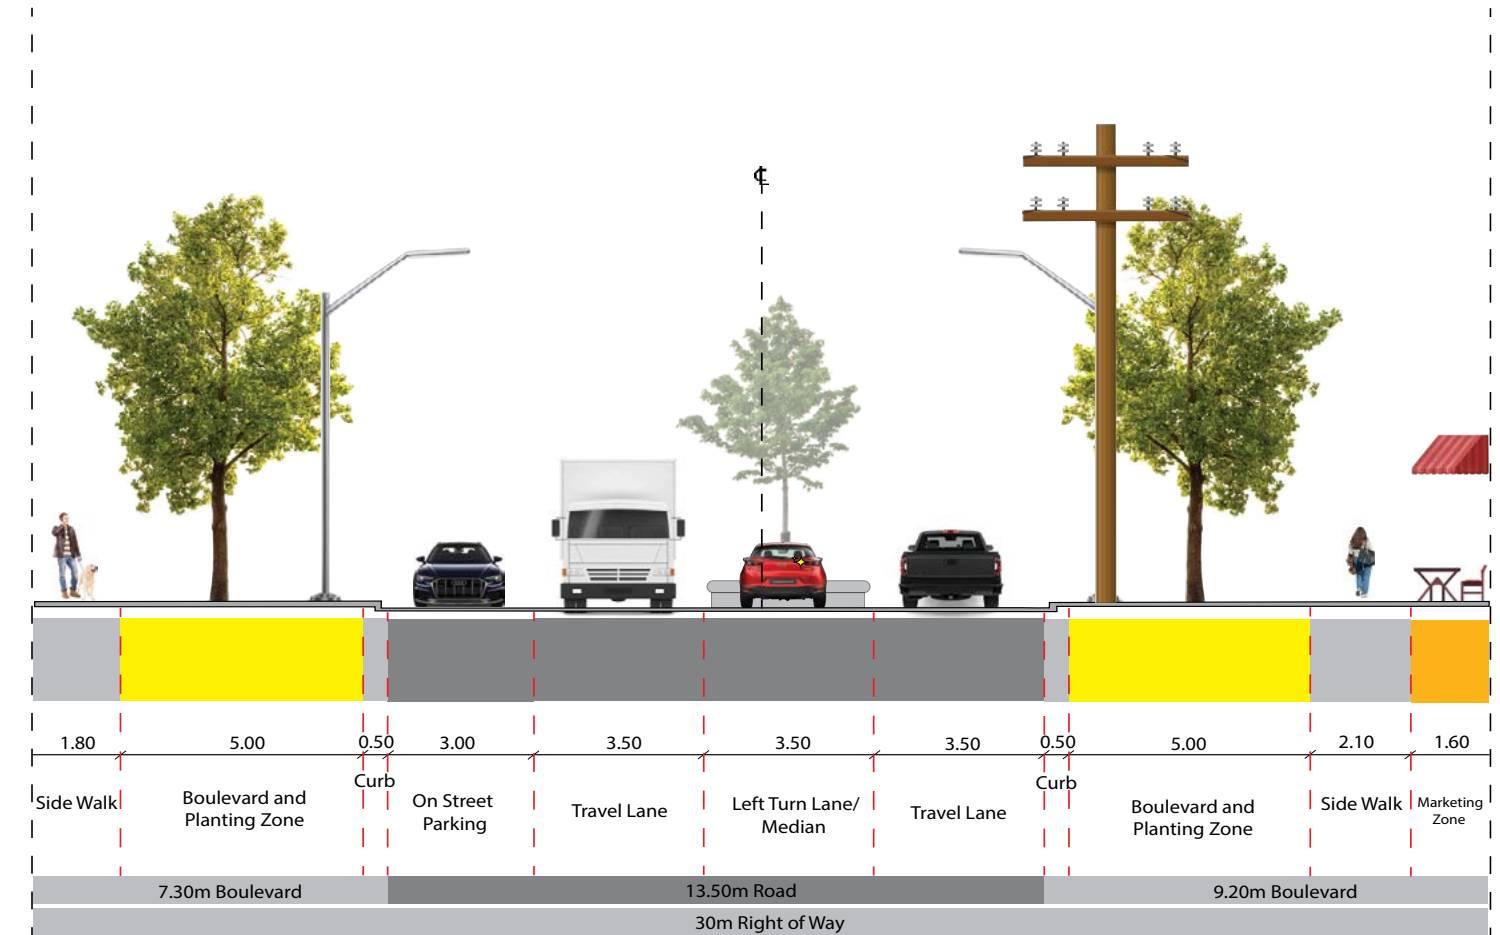 ℄
1.80
5.00
0.50
3.00
3.50
3.50
3.50
0.50
5.00
2.10
1.60
Side Walk
Boulevard and
Planting Zone
Curb
On Street
Parking
Travel Lane
Left Turn Lane/
Median
Travel Lane
Curb
Boulevard and
Planting Zone
Side Walk
Marketing
Zone
7.30m Boulevard
13.50m Road
9.20m Boulevard
30m Right of Way